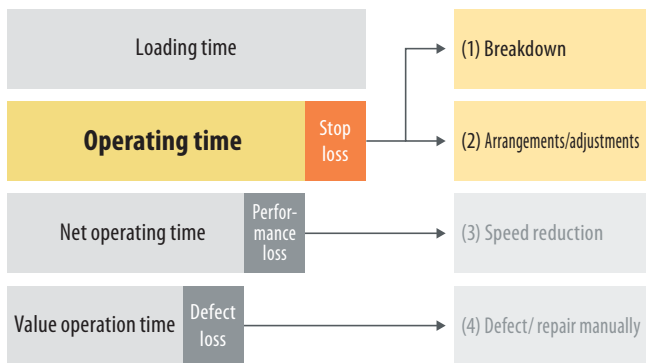 Loading time
(1) Breakdown
Operating time
Stop
loss
(2) Arrangements/adjustments
Net operating time
Perfor-
mance
loss
(3) Speed reduction
Value operation time
Defect
loss
(4) Defect/ repair manually